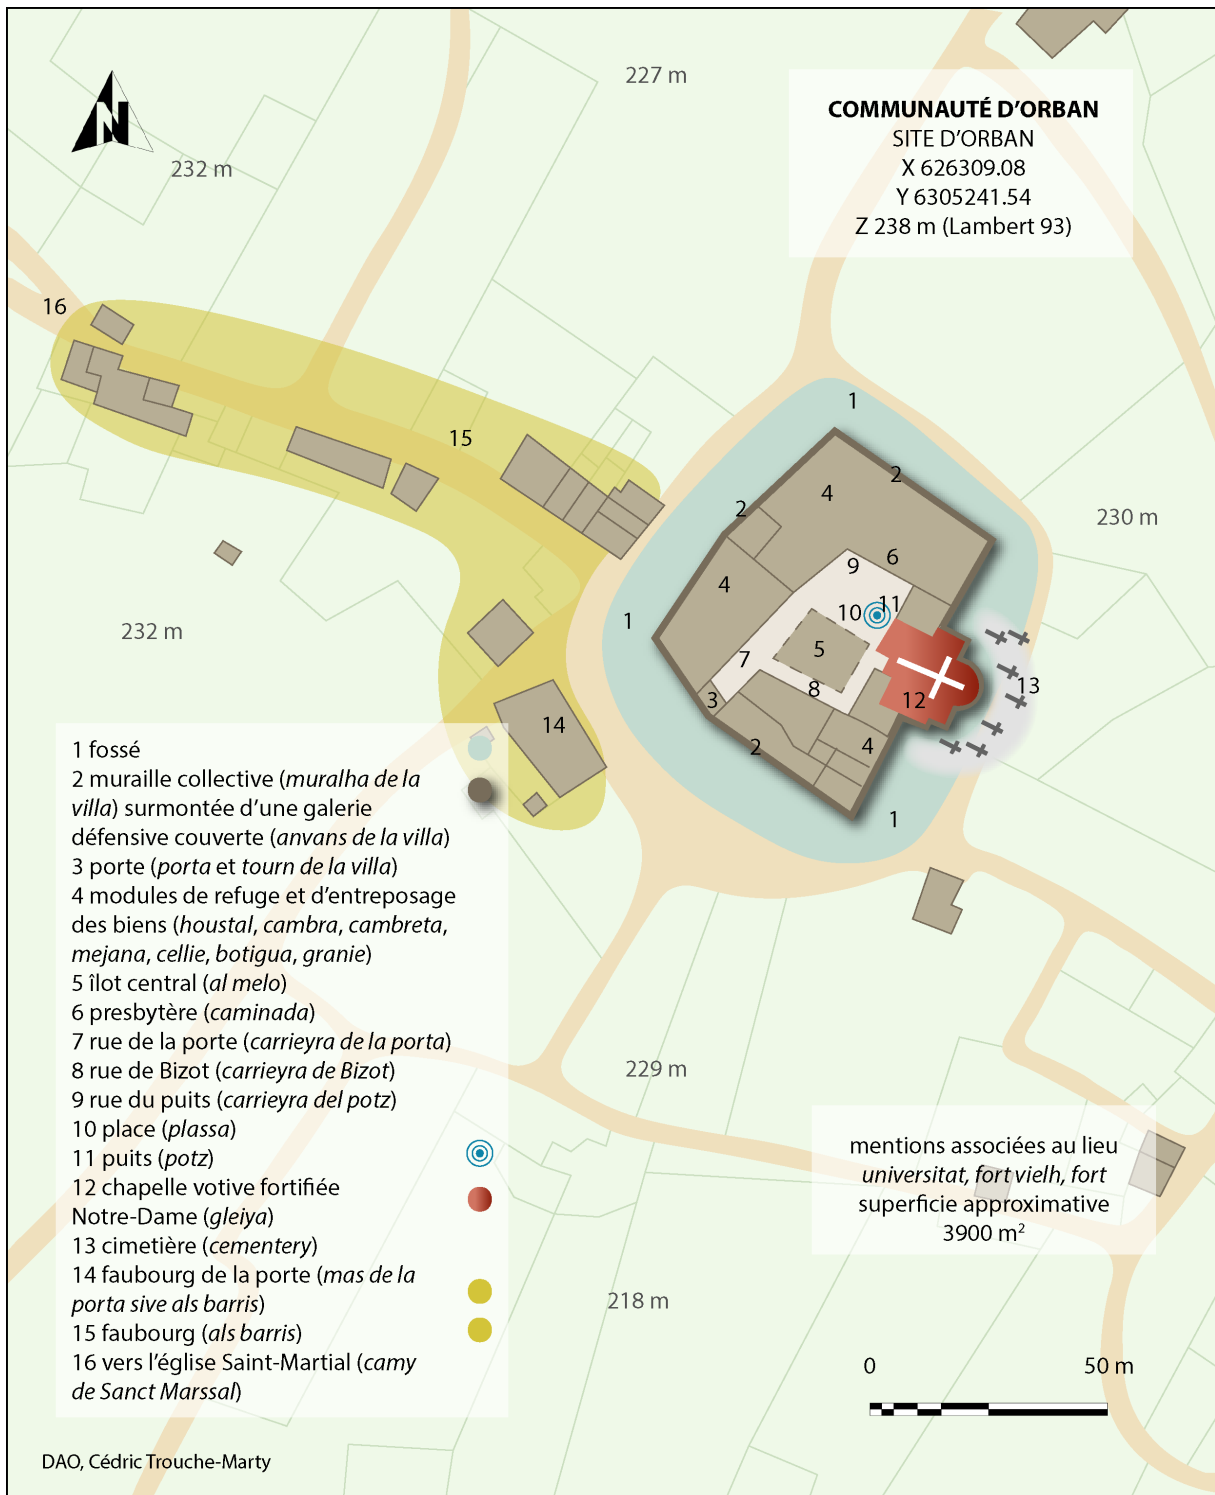 227 m
COMMUNAUTÉ D'ORBAN
SITE D'ORBAN
X 626309.08
Y 6305241.54
Z 238 m (Lambert 93)
N
232 m
16
1
15
2
4
2
230 m
9
6
4
10
11
1
232 m
5
7
8
13
3
12
14
2
4
1
1 fossé
2 muraille collective (muralha de la
villa) surmontée d'une galerie
défensive couverte (anvans de la villa)
3 porte (porta et tourn de la villa)
4 modules de refuge et d'entreposage
des biens (houstal, cambra, cambreta,
mejana, cellie, botigua, granie)
5 îlot central (al melo)
6 presbytère (caminada)
7 rue de la porte (carrieyra de la porta)
8 rue de Bizot (carrieyra de Bizot)
9 rue du puits (carrieyra del potz)
10 place (plassa)
11 puits (potz)
12 chapelle votive fortifiée
Notre-Dame (gleiya)
13 cimetière (cementery)
14 faubourg de la porte (mas de la
porta sive als barris)
15 faubourg (als barris)
16 vers l'église Saint-Martial (camy
de Sanct Marssal)
229 m
mentions associées au lieu
universitat, fort vielh, fort
superficie approximative
3900 m²
218 m
0 50 m
DAO, Cédric Trouche-Marty